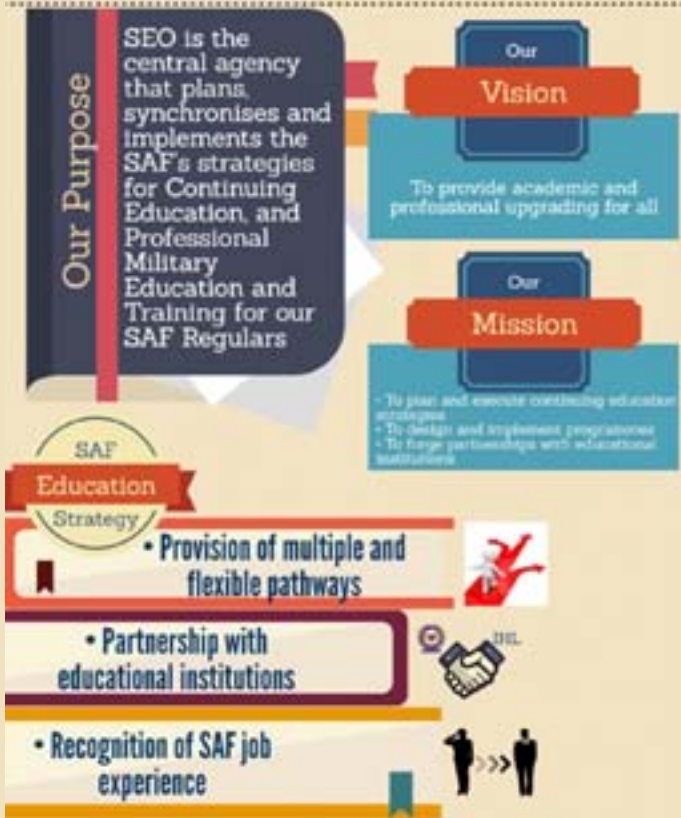 Our Purpose
SEO is the
central agency
that plans,
synchronises and
implements the
SAF's strategies
for Continuing
Education, and
Professional
Military
Education and
Training for our
SAF Regulars
Our
Vision
To provide academic and
professional upgrading for all
Our
Mission
• To plan and execute continuing education
strategies
• To design and implement programmes
• To forge partnerships with educational
institutions
SAF
Education
Strategy
• Provision of multiple and
flexible pathways
• Partnership with
educational institutions
IHL
• Recognition of SAF job
experience